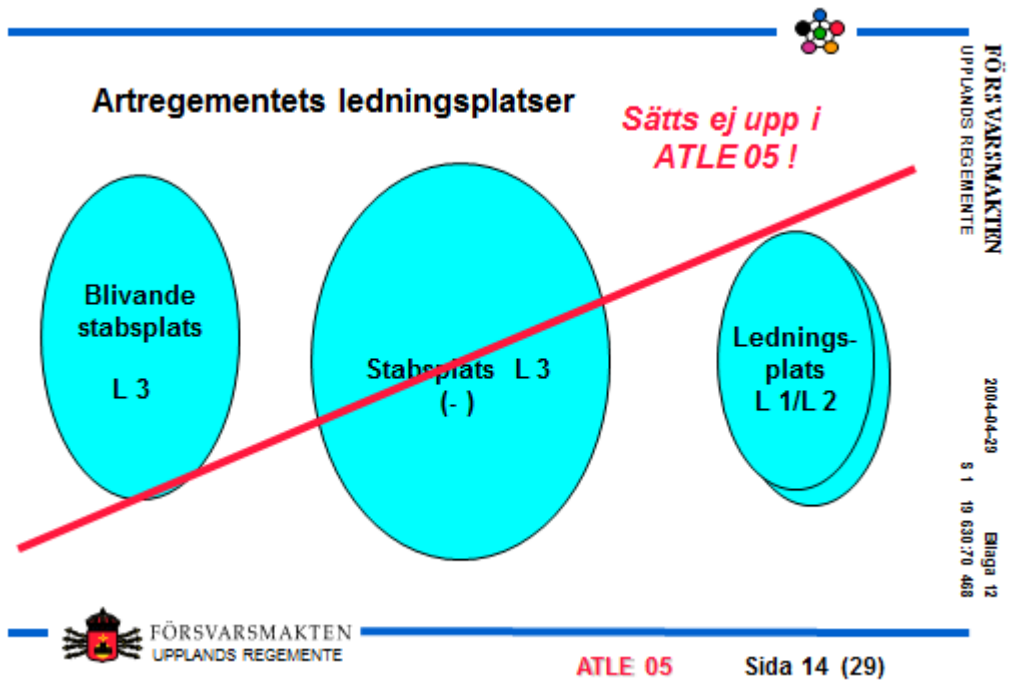 Artregementets ledningsplatser
Sätts ej upp i
ATLE 05 !
Blivande
stabsplats
L 3
Stabsplats L 3
(- )
Lednings-
plats
L 1/L 2
FÖRSVARSMAKTEN
UPPLANDS REGEMENTE
2004-04-29 Bilaga 12
S 1 19 630:70 468
FÖRSVARSMAKTEN
UPPLANDS REGEMENTE
ATLE 05 Sida 14 (29)